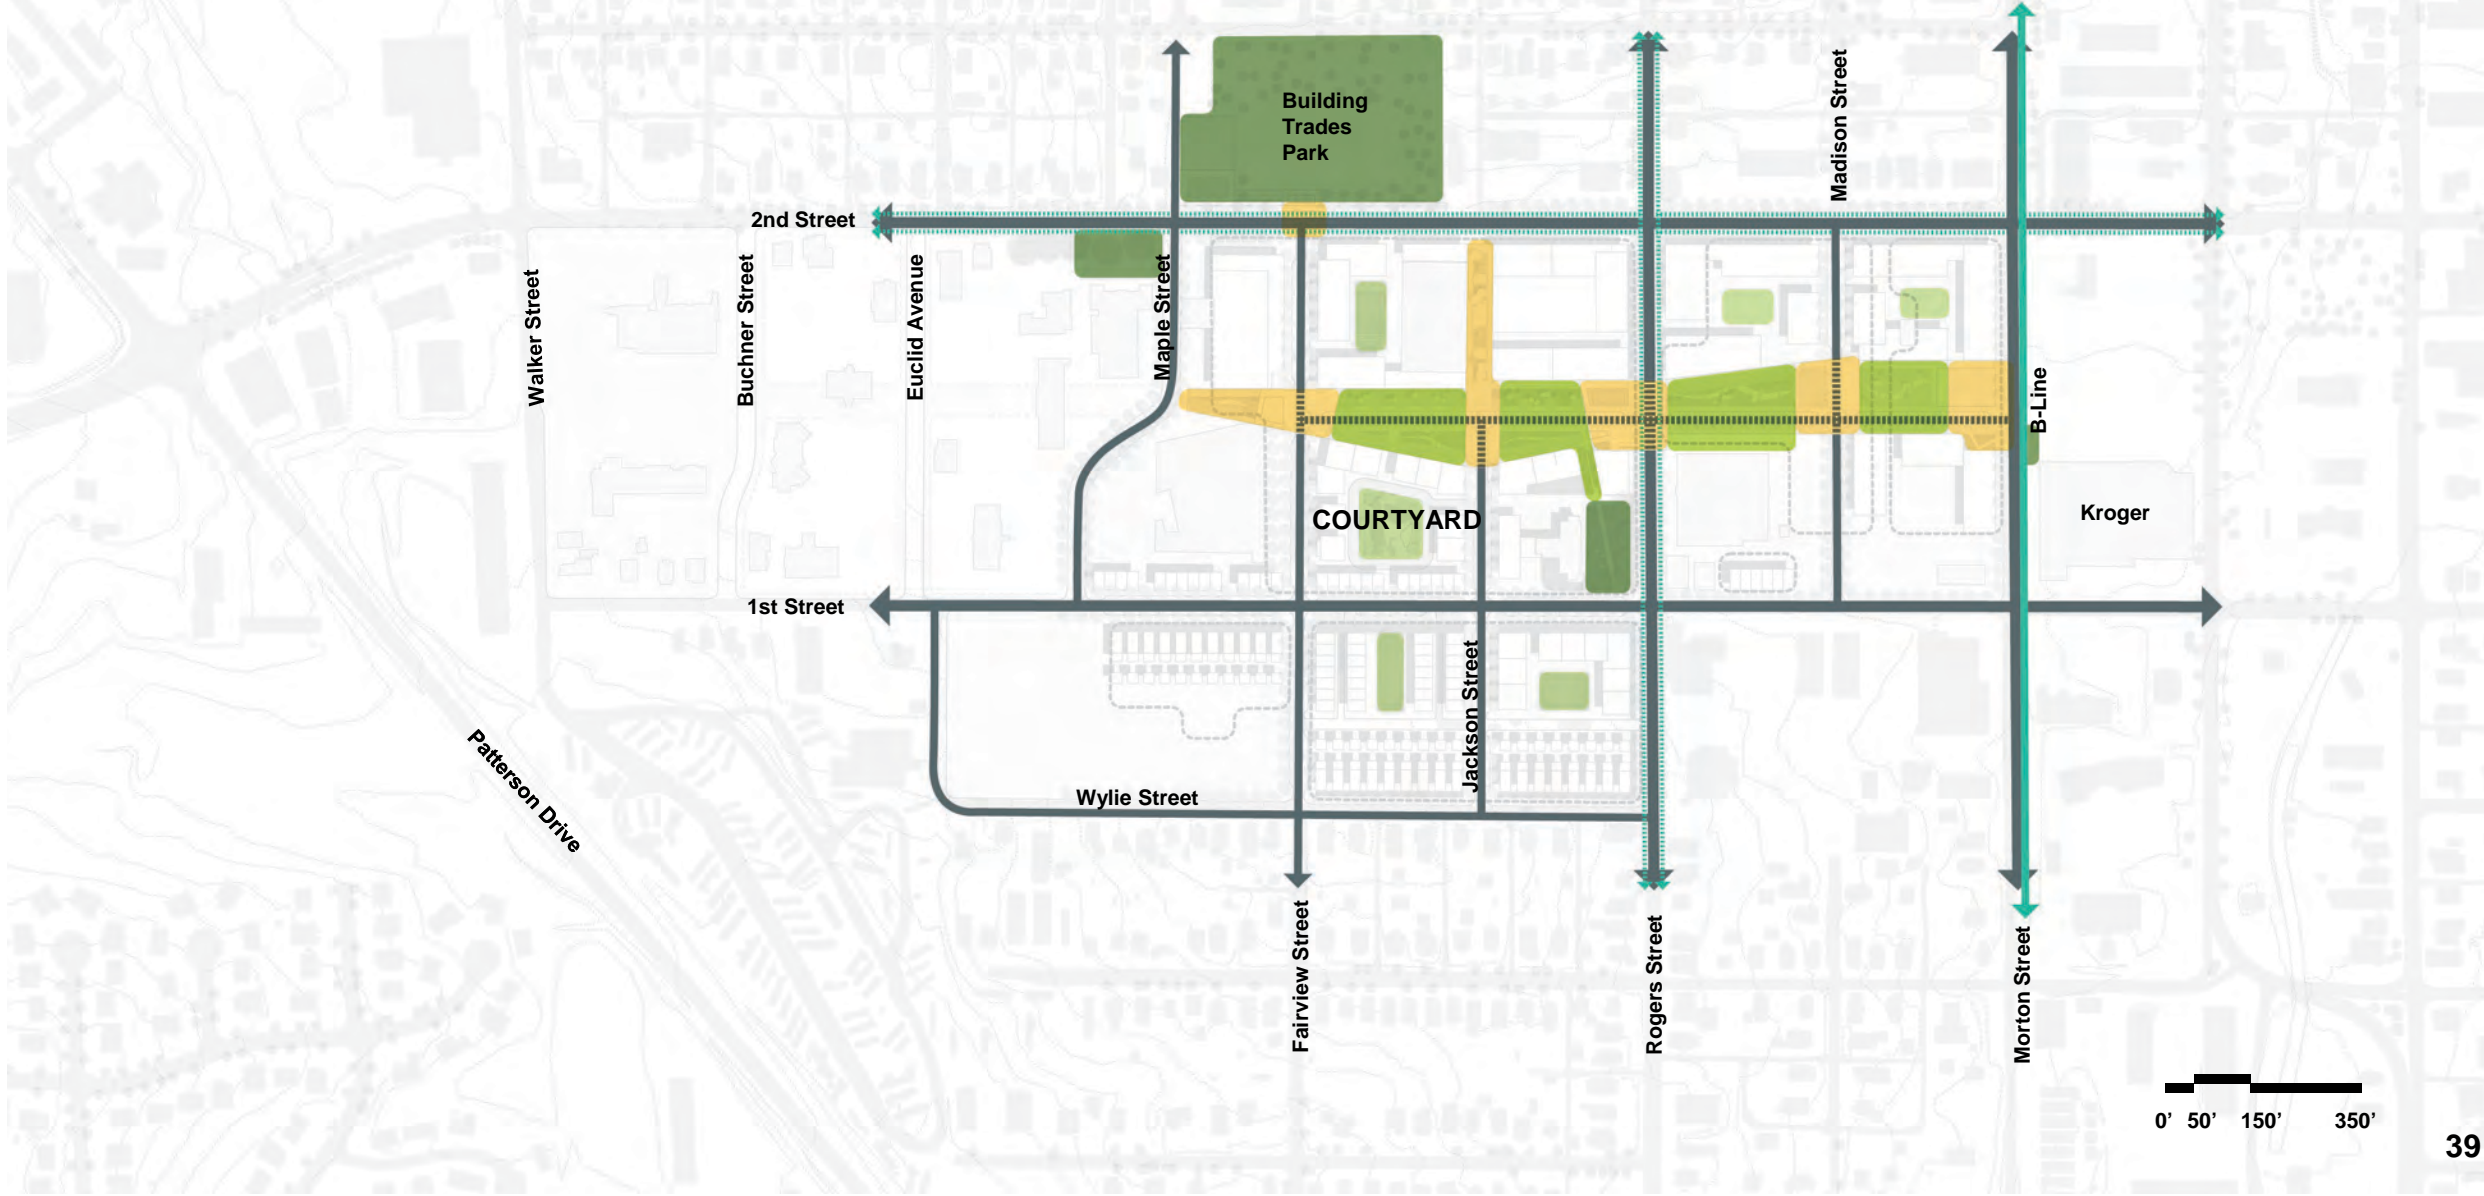 Building
Trades
Park
Madison Street
2nd Street
Walker Street
Buchner Street
Euclid Avenue
Maple Street
B-Line
COURTYARD
Kroger
1st Street
Jackson Street
Patterson Drive
Wylie Street
Fairview Street
Rogers Street
Morton Street
0’ 50’ 150’ 350’
39